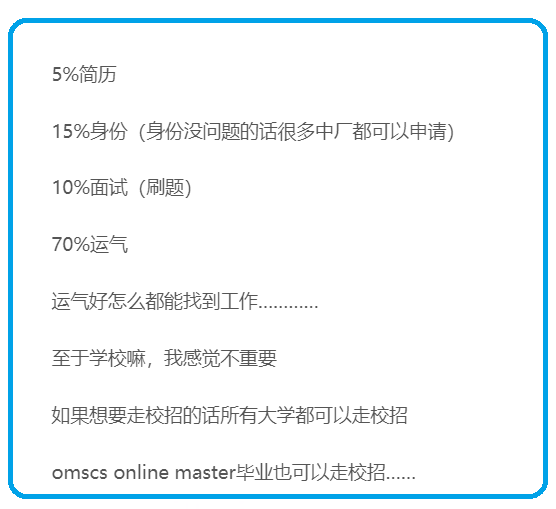 5%简历
15%身份（身份没问题的话很多中厂都可以申请）
10%面试（刷题）
70%运气
运气好怎么都能找到工作…………
至于学校嘛，我感觉不重要
如果想要走校招的话所有大学都可以走校招
omscs online master毕业也可以走校招……